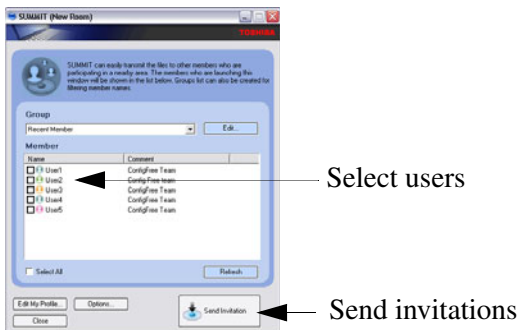 SUMMIT (New Room)
TOSHIBA
SUMMIT can easily transmit the files to other members who are
participating in a nearby area. The members who are launching this
window will be shown in the list below. Groups list can also be created for
filtering member names.
Group
Recent Member
Edit...
Member
Name Comment
User1 ConfigFree Team
User2 Config Free team
User3 ConfigFree Team
User4 ConfigFree Team
User5 ConfigFree Team
Select users
Select All
Refresh
Edit My Profile... Options...
Send Invitation
Send invitations
Close